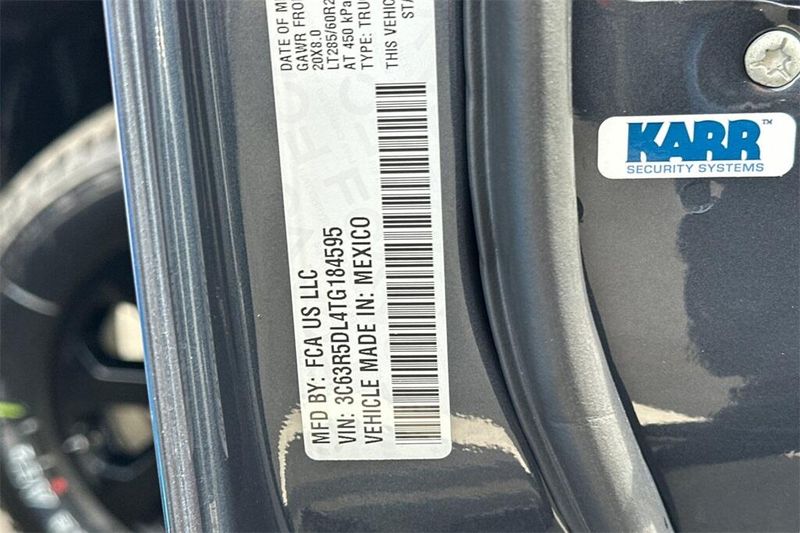 DATE OF M
GAWR FRO
20X8.0
LT285/60R2
AT 450 kPa
TYPE: TRU
THIS VEHIC
STA
MFD BY: FCA US LLC
VIN: 3C63R5DL4TG184595
VEHICLE MADE IN: MEXICO
KARR™
SECURITY SYSTEMS